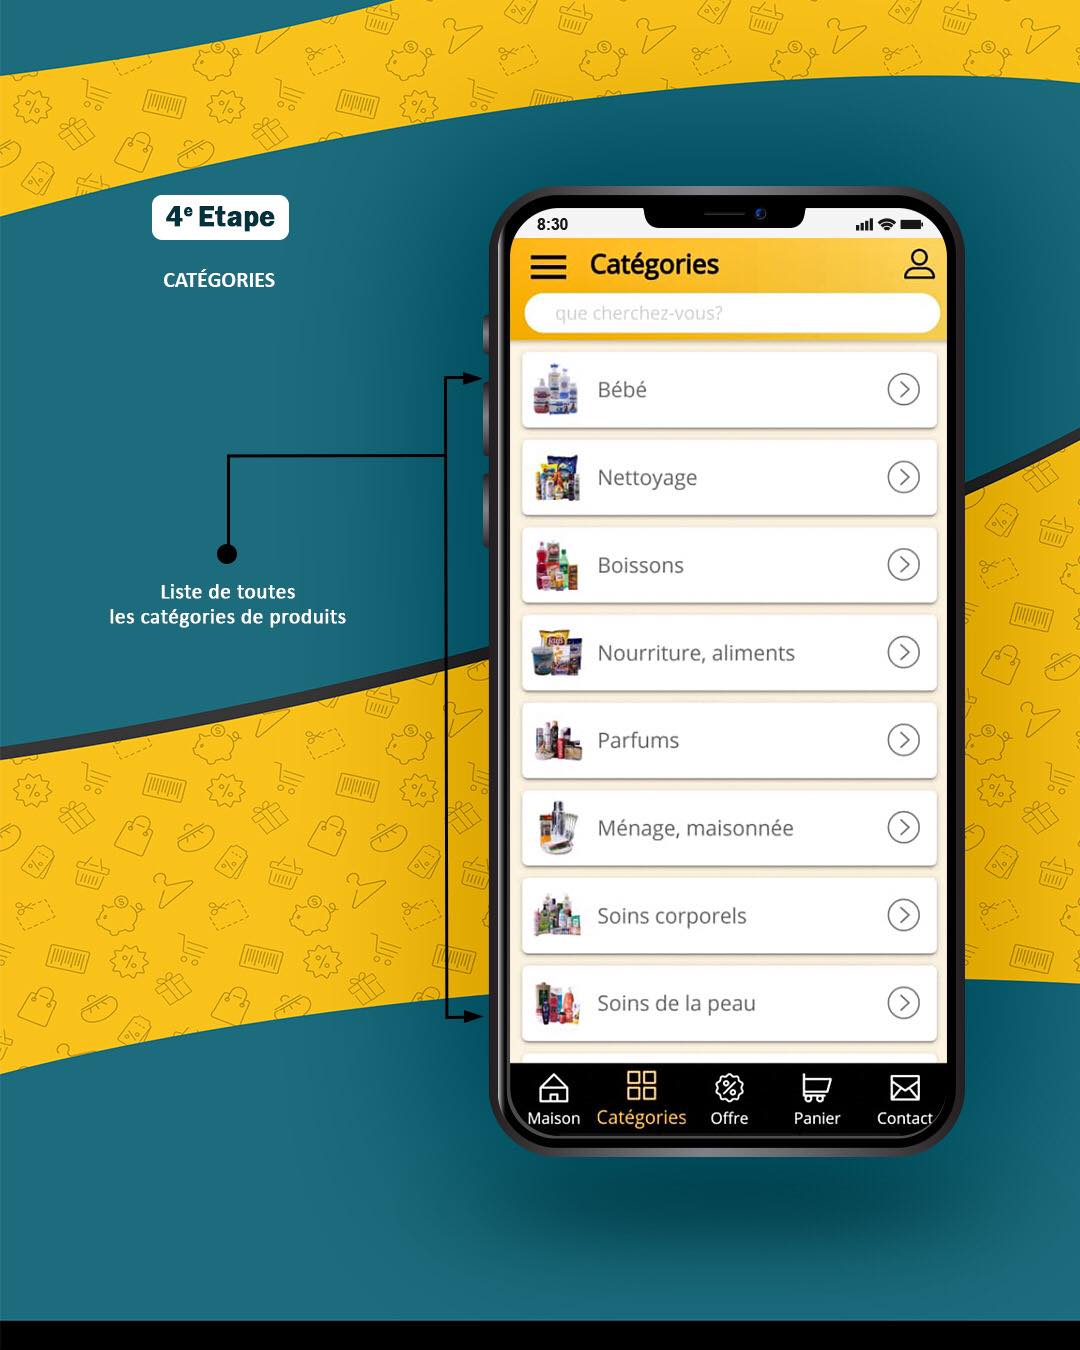 4e Etape
CATÉGORIES
Liste de toutes
les catégories de produits
8:30
Catégories
que cherchez-vous?
Bébé
Nettoyage
Boissons
Nourriture, aliments
Parfums
Ménage, maisonnée
Soins corporels
Soins de la peau
Maison
Catégories
Offre
Panier
Contact